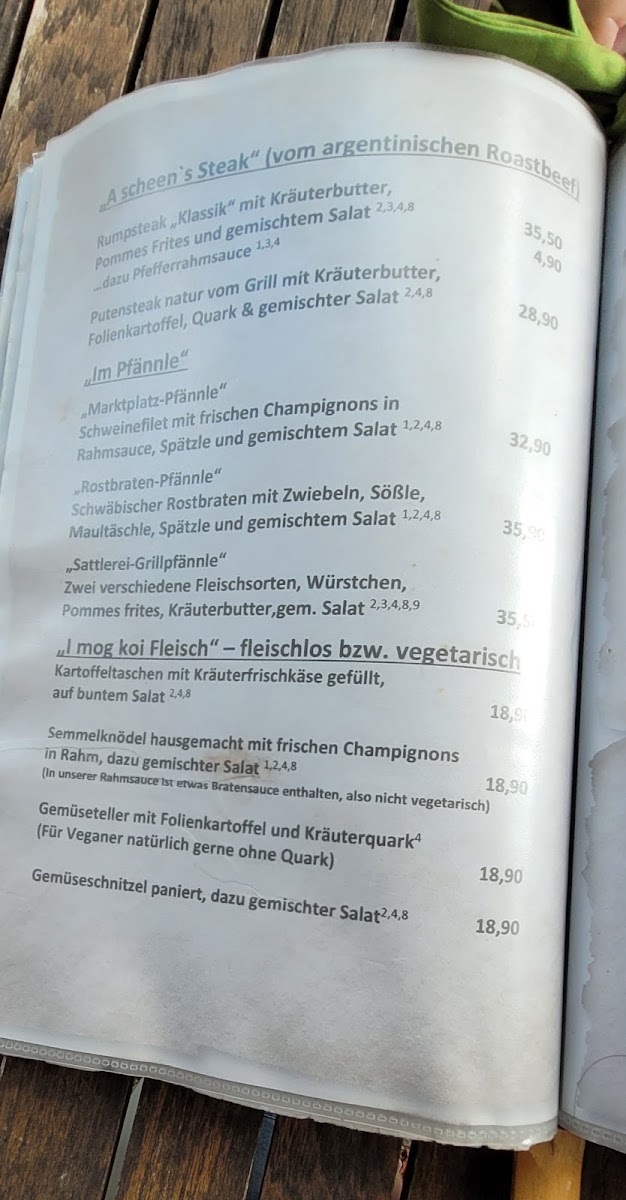 „A scheen`s Steak“ (vom argentinischen Roastbeef)
Rumpsteak „Klassik“ mit Kräuterbutter,
Pommes Frites und gemischtem Salat 2,3,4,8 35,50
...dazu Pfefferrahmsauce 1,3,4 4,90
Putensteak natur vom Grill mit Kräuterbutter,
Folienkartoffel, Quark & gemischter Salat 2,4,8 28,90
„Im Pfännle“
„Marktplatz-Pfännle“
Schweinefilet mit frischen Champignons in
Rahmsauce, Spätzle und gemischtem Salat 1,2,4,8 32,90
„Rostbraten-Pfännle“
Schwäbischer Rostbraten mit Zwiebeln, Sößle,
Maultäschle, Spätzle und gemischtem Salat 1,2,4,8 35,90
„Sattlerei-Grillpfännle“
Zwei verschiedene Fleischsorten, Würstchen,
Pommes frites, Kräuterbutter,gem. Salat 2,3,4,8,9
„I mog koi Fleisch“ – fleischlos bzw. vegetarisch
Kartoffeltaschen mit Kräuterfrischkäse gefüllt,
auf buntem Salat 2,4,8 18,90
Semmelknödel hausgemacht mit frischen Champignons
in Rahm, dazu gemischter Salat 1,2,4,8 18,90
(In unserer Rahmsauce ist etwas Bratensauce enthalten, also nicht vegetarisch)
Gemüseteller mit Folienkartoffel und Kräuterquark4
(Für Veganer natürlich gerne ohne Quark) 18,90
Gemüseschnitzel paniert, dazu gemischter Salat2,4,8 18,90